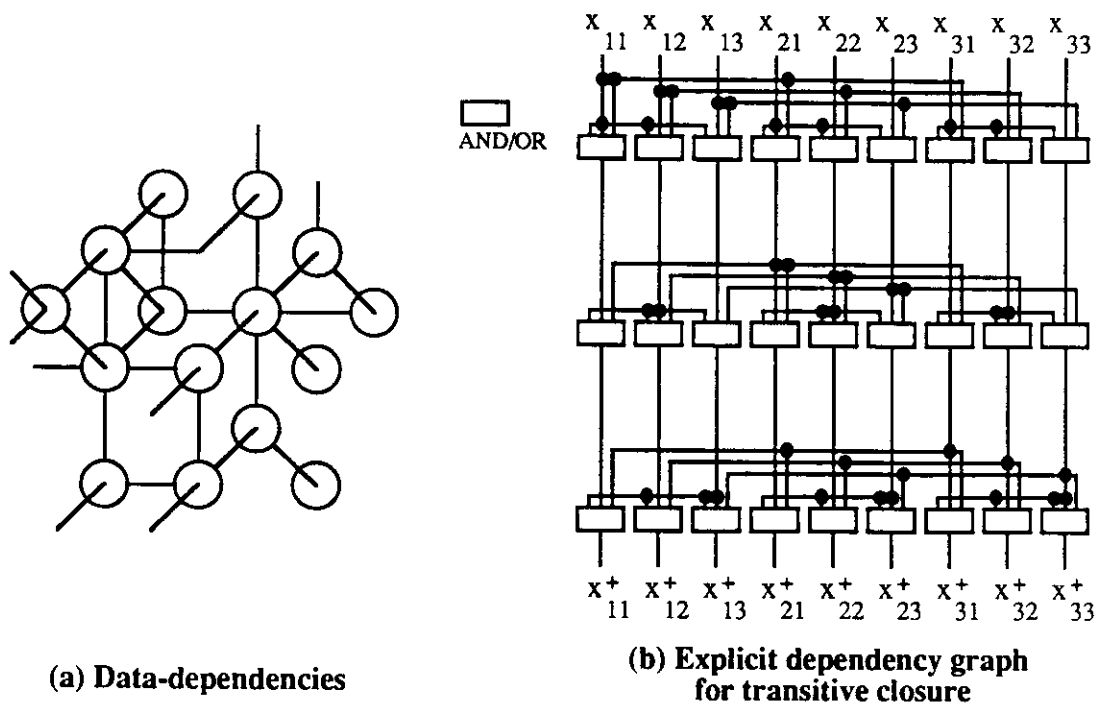 x11 x12 x13 x21 x22 x23 x31 x32 x33
AND/OR
x+11 x+12 x+13 x+21 x+22 x+23 x+31 x+32 x+33
(a) Data-dependencies
(b) Explicit dependency graph
for transitive closure